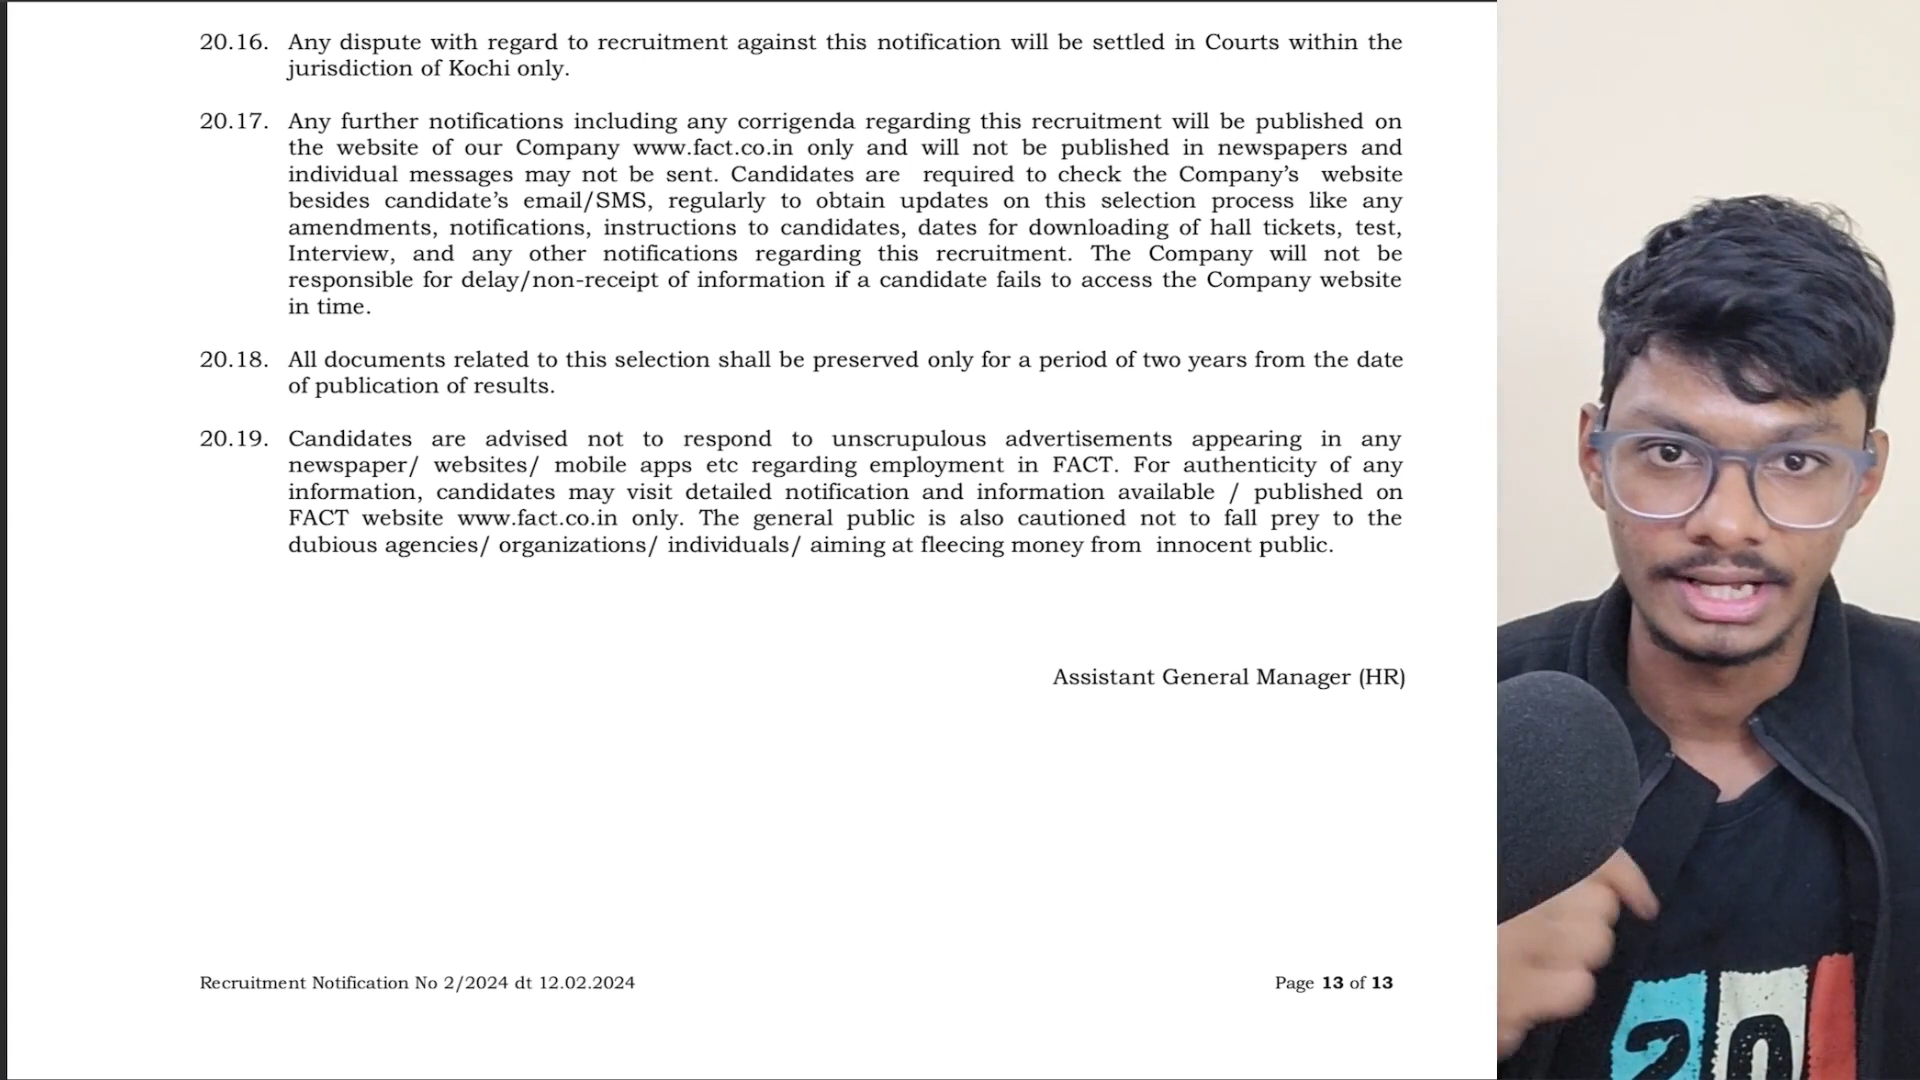 20.16. Any dispute with regard to recruitment against this notification will be settled in Courts within the
jurisdiction of Kochi only.
20.17. Any further notifications including any corrigenda regarding this recruitment will be published on
the website of our Company www.fact.co.in only and will not be published in newspapers and
individual messages may not be sent. Candidates are required to check the Company’s website
besides candidate’s email/SMS, regularly to obtain updates on this selection process like any
amendments, notifications, instructions to candidates, dates for downloading of hall tickets, test,
Interview, and any other notifications regarding this recruitment. The Company will not be
responsible for delay/non-receipt of information if a candidate fails to access the Company website
in time.
20.18. All documents related to this selection shall be preserved only for a period of two years from the date
of publication of results.
20.19. Candidates are advised not to respond to unscrupulous advertisements appearing in any
newspaper/ websites/ mobile apps etc regarding employment in FACT. For authenticity of any
information, candidates may visit detailed notification and information available / published on
FACT website www.fact.co.in only. The general public is also cautioned not to fall prey to the
dubious agencies/ organizations/ individuals/ aiming at fleecing money from innocent public.
Assistant General Manager (HR)
Recruitment Notification No 2/2024 dt 12.02.2024
Page 13 of 13
20